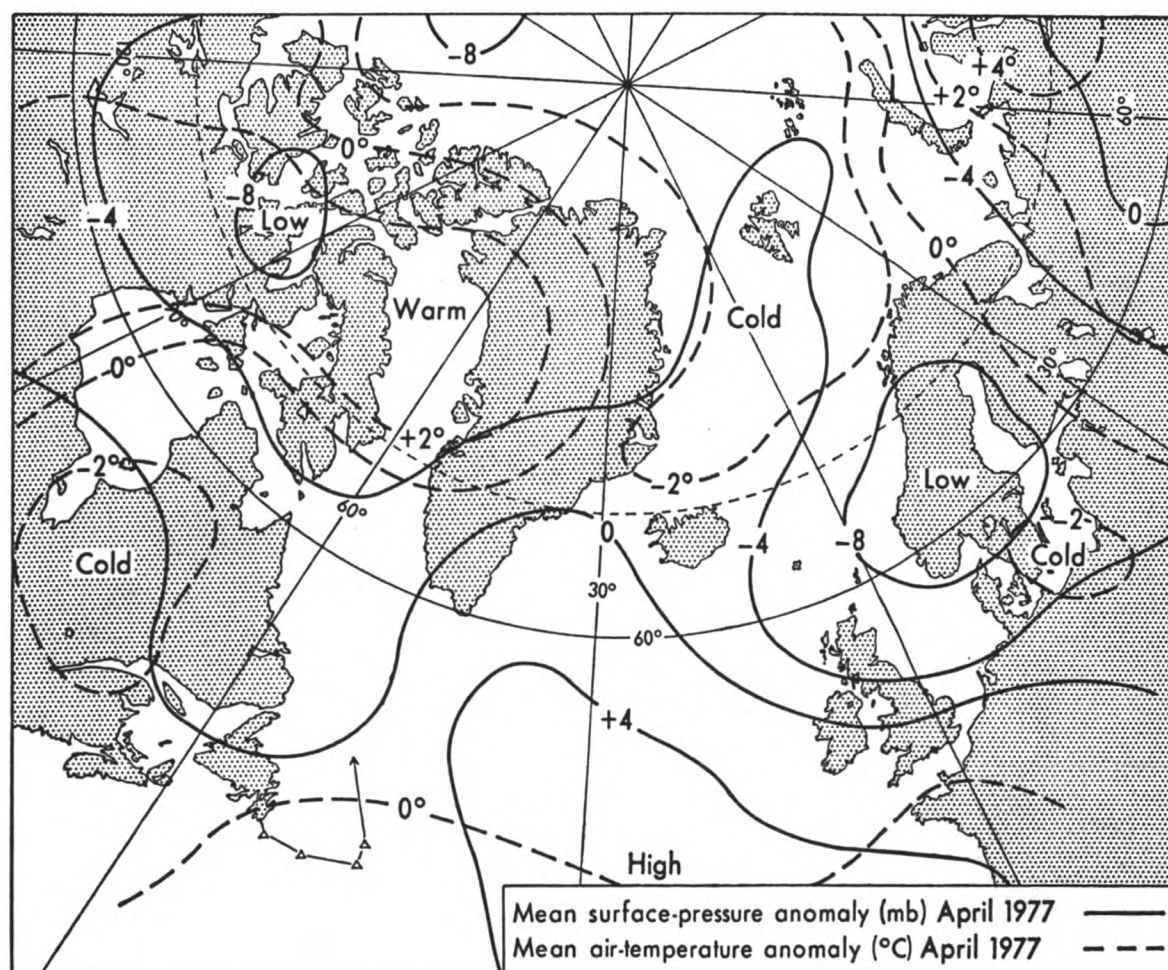 -8
+4°
+2°
60°
0°
-8
-4
-4
0
Low
0°
Warm
Cold
0°
30°
+2°
-2°
-2°
Low
60°
0
-4
-8
-2-
Cold
Cold
30°
60°
+4
0°
High
Mean surface-pressure anomaly (mb) April 1977
Mean air-temperature anomaly (°C) April 1977